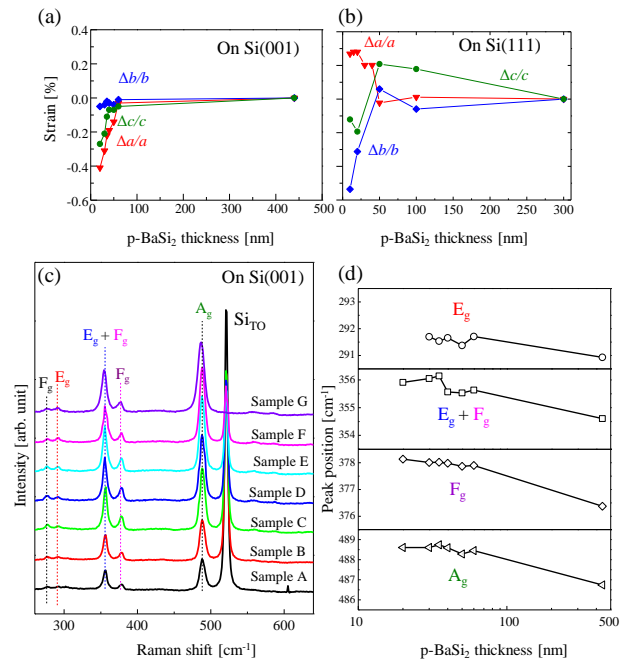 (a)
On Si(001)
Δb/b
Δc/c
Δa/a
0.4
0.2
0.0
-0.2
-0.4
-0.6
Strain [%]
0 100 200 300 400 500
p-BaSi2 thickness [nm]
(b)
On Si(111)
Δa/a
Δc/c
Δb/b
0 50 100 150 200 250 300
p-BaSi2 thickness [nm]
(c)
On Si(001)
Ag
SiTO
Eg + Fg
Fg
Eg
Fg
Sample G
Sample F
Sample E
Sample D
Sample C
Sample B
Sample A
Intensity [arb. unit]
300 400 500 600
Raman shift [cm-1]
(d)
293
292
291
Eg
356
355
354
Eg + Fg
378
377
376
Fg
489
488
487
486
Ag
Peak position [cm-1]
10 100 500
p-BaSi2 thickness [nm]